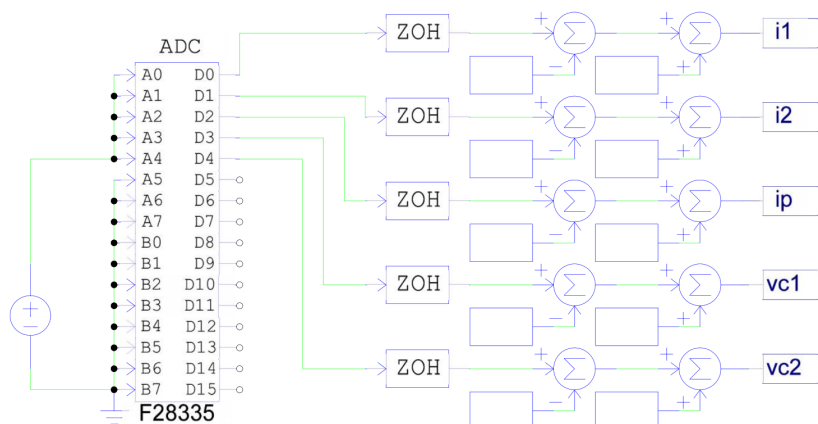 ADC
A0 D0
A1 D1
A2 D2
A3 D3
A4 D4
A5 D5
A6 D6
A7 D7
B0 D8
B1 D9
B2 D10
B3 D11
B4 D12
B5 D13
B6 D14
B7 D15
F28335
ZOH + - Σ + + Σ i1
ZOH + - Σ + + Σ i2
ZOH + - Σ + + Σ ip
ZOH + - Σ + + Σ vc1
ZOH + - Σ + + Σ vc2
+
-